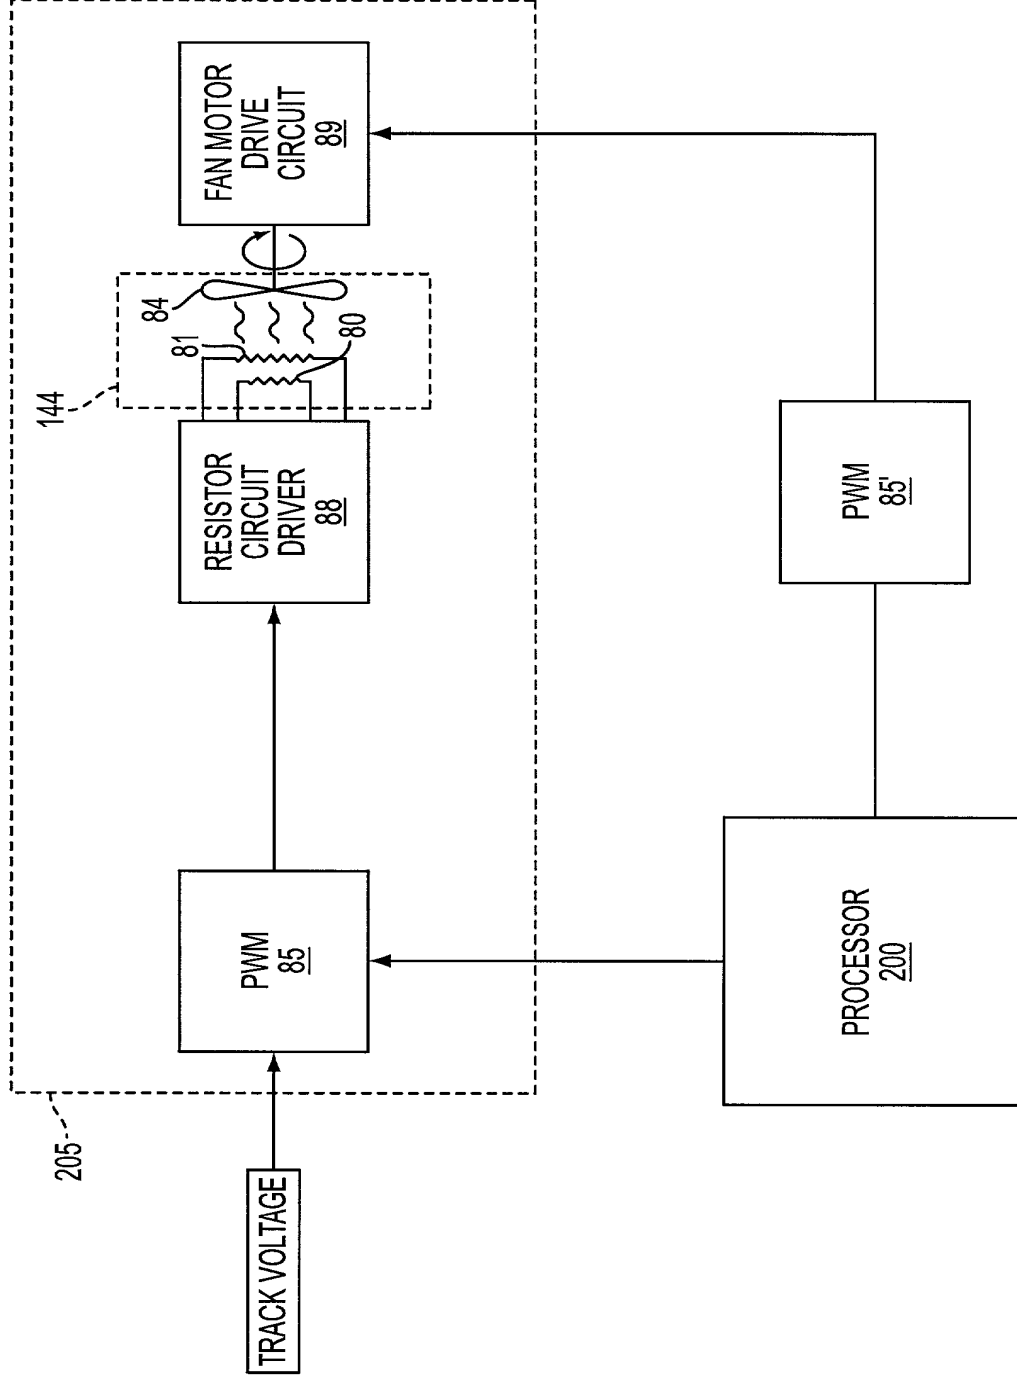 205
TRACK VOLTAGE
PWM
85
RESISTOR
CIRCUIT
DRIVER
88
144
81
80
84
FAN MOTOR
DRIVE
CIRCUIT
89
PROCESSOR
200
PWM
85'